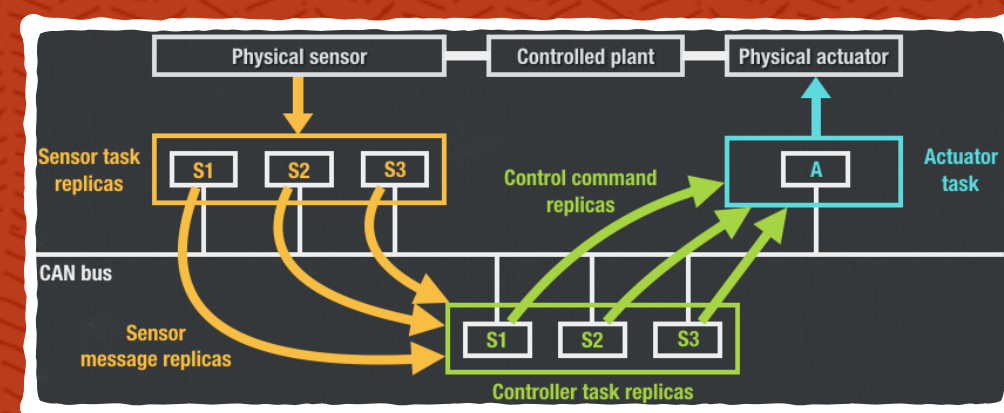 Physical sensor
Controlled plant
Physical actuator
Sensor task
replicas
S1
S2
S3
Control command
replicas
A
Actuator
task
CAN bus
Sensor
message replicas
S1
S2
S3
Controller task replicas